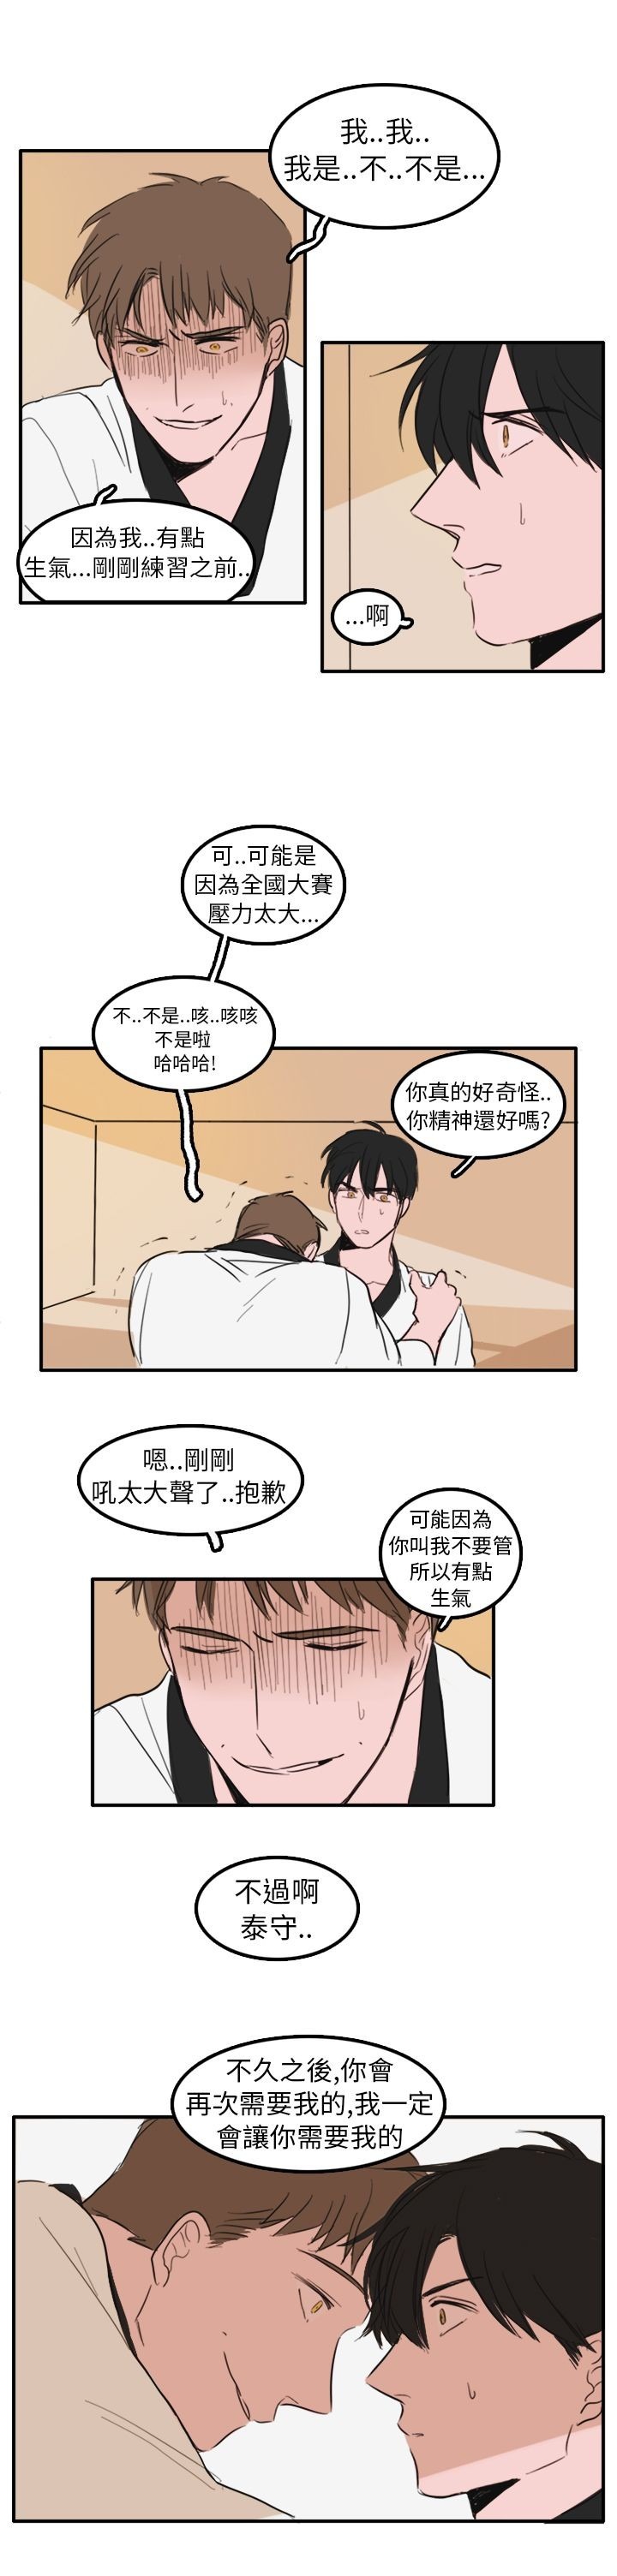 我..我..
我是..不..不是...
因為我..有點
生氣...剛剛練習之前..
...啊
可..可能是
因為全國大賽
壓力太大...
不..不是..咳..咳咳
不是啦
哈哈哈!
你真的好奇怪..
你精神還好嗎?
嗯..剛剛
吼太大聲了..抱歉
可能因為
你叫我不要管
所以有點
生氣
不過啊
泰守..
不久之後,你會
再次需要我的,我一定
會讓你需要我的